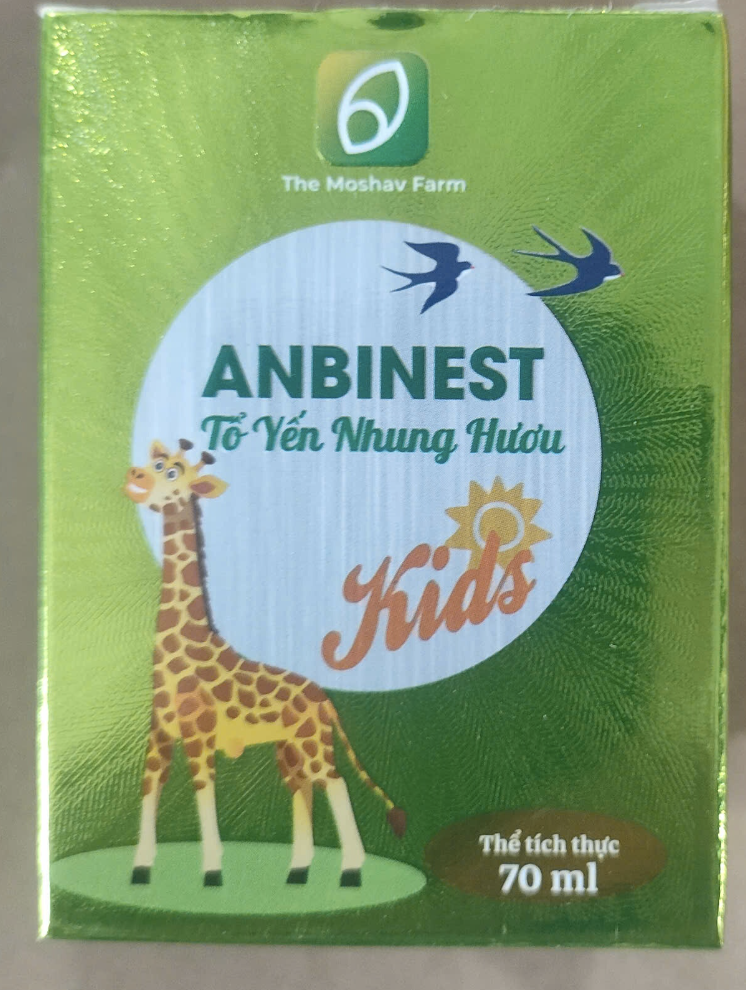 The Moshav Farm
ANBINEST
Tổ Yến Nhung Hươu
Kids
Thể tích thực
70 ml